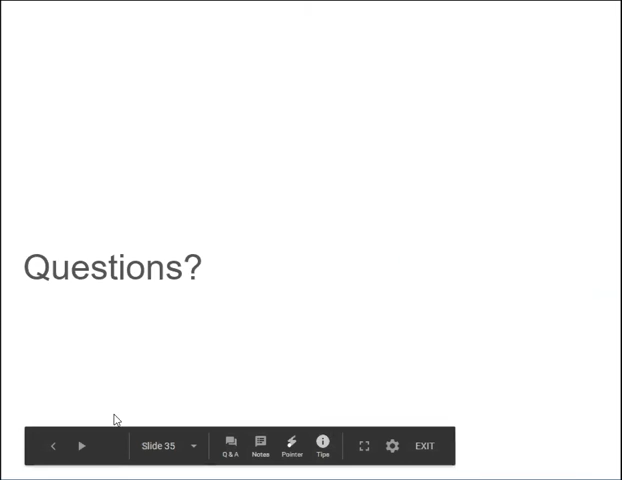 Questions?
Slide 35
Q & A
Notes
Pointer
Tips
EXIT